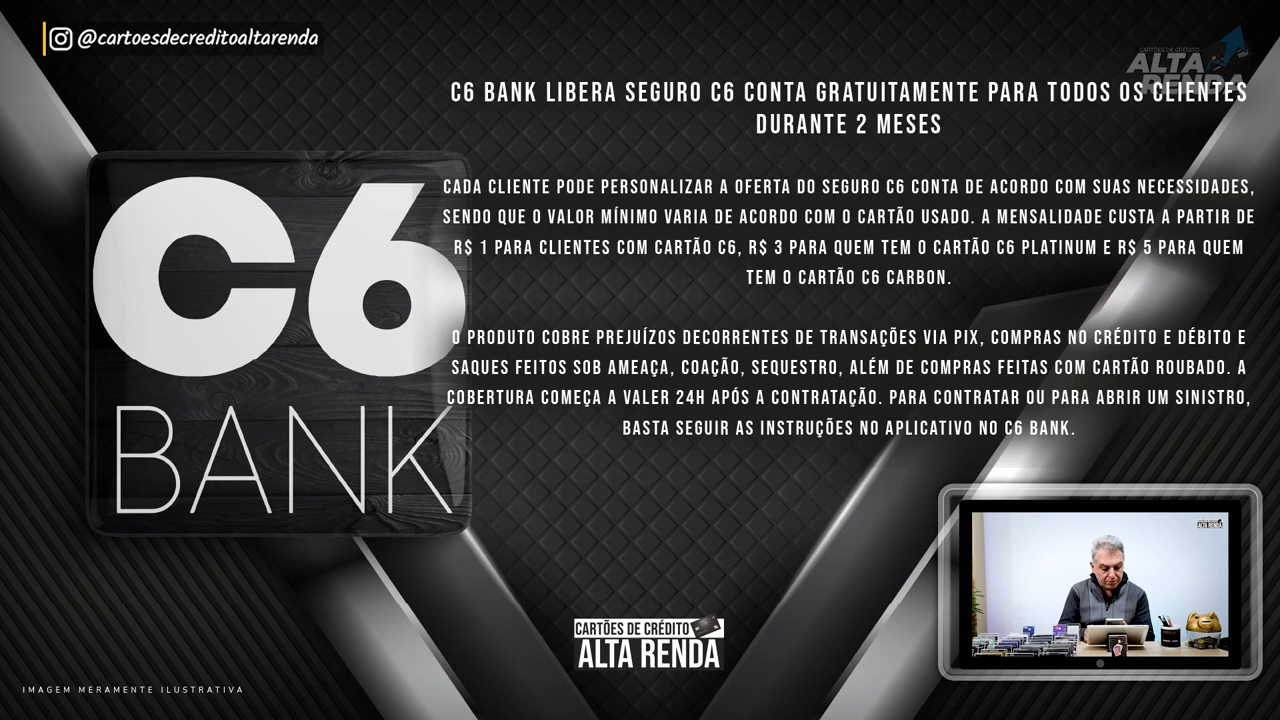 @cartoesdecreditoaltarenda
CARTÕES DE CRÉDITO
ALTA
RENDA
C6 BANK LIBERA SEGURO C6 CONTA GRATUITAMENTE PARA TODOS OS CLIENTES
DURANTE 2 MESES
CADA CLIENTE PODE PERSONALIZAR A OFERTA DO SEGURO C6 CONTA DE ACORDO COM SUAS NECESSIDADES,
SENDO QUE O VALOR MÍNIMO VARIA DE ACORDO COM O CARTÃO USADO. A MENSALIDADE CUSTA A PARTIR DE
R$ 1 PARA CLIENTES COM CARTÃO C6, R$ 3 PARA QUEM TEM O CARTÃO C6 PLATINUM E R$ 5 PARA QUEM
TEM O CARTÃO C6 CARBON.
O PRODUTO COBRE PREJUÍZOS DECORRENTES DE TRANSAÇÕES VIA PIX, COMPRAS NO CRÉDITO E DÉBITO E
SAQUES FEITOS SOB AMEAÇA, COAÇÃO, SEQUESTRO, ALÉM DE COMPRAS FEITAS COM CARTÃO ROUBADO. A
COBERTURA COMEÇA A VALER 24H APÓS A CONTRATAÇÃO. PARA CONTRATAR OU PARA ABRIR UM SINISTRO,
BASTA SEGUIR AS INSTRUÇÕES NO APLICATIVO NO C6 BANK.
C6
BANK
CARTÕES DE CRÉDITO
ALTA RENDA
IMAGEM MERAMENTE ILUSTRATIVA